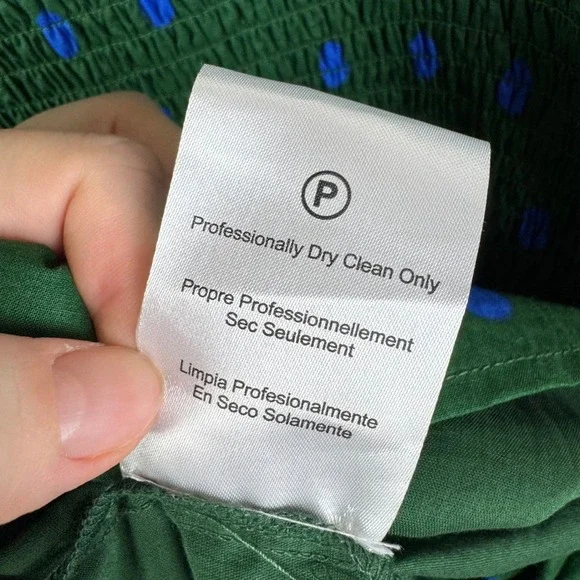 P
Professionally Dry Clean Only
Propre Professionnellement
Sec Seulement
Limpia Profesionalmente
En Seco Solamente